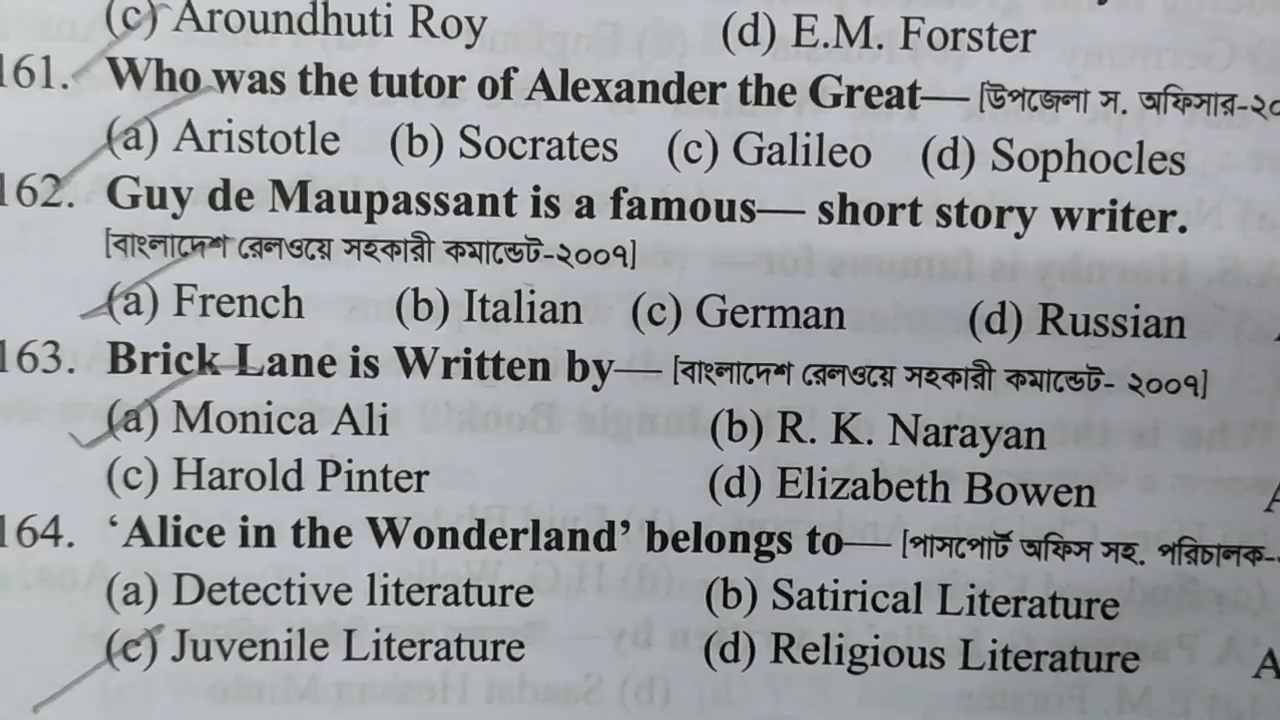 (c) Aroundhuti Roy (d) E.M. Forster
161. Who was the tutor of Alexander the Great— [উপজেলা স. অফিসার-২০
(a) Aristotle (b) Socrates (c) Galileo (d) Sophocles
162. Guy de Maupassant is a famous— short story writer.
[বাংলাদেশ রেলওয়ে সহকারী কমান্ডেট-২০০৭]
(a) French (b) Italian (c) German (d) Russian
163. Brick Lane is Written by— [বাংলাদেশ রেলওয়ে সহকারী কমান্ডেট- ২০০৭]
(a) Monica Ali (b) R. K. Narayan
(c) Harold Pinter (d) Elizabeth Bowen A
164. ‘Alice in the Wonderland’ belongs to— [পাসপোর্ট অফিস সহ. পরিচালক-
(a) Detective literature (b) Satirical Literature
(c) Juvenile Literature (d) Religious Literature A